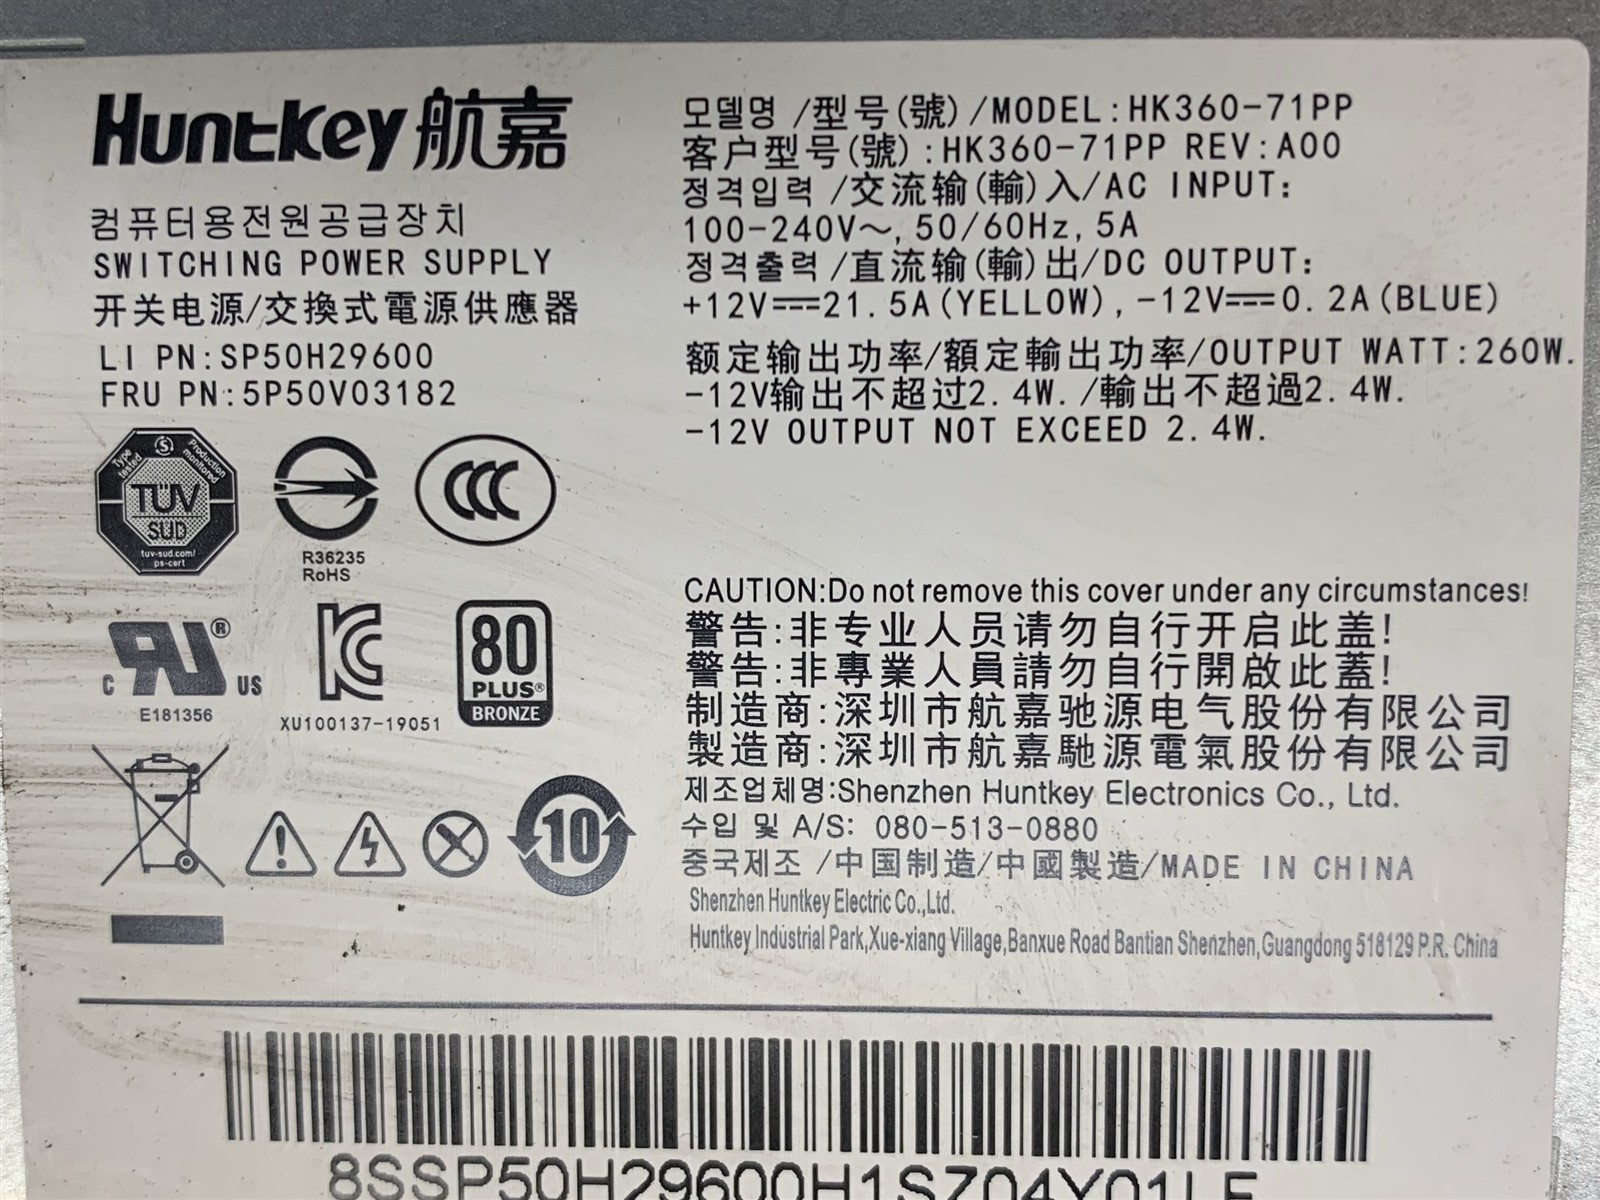 Huntkey 航嘉
컴퓨터용전원공급장치
SWITCHING POWER SUPPLY
开关电源/交換式電源供應器
LI PN:SP50H29600
FRU PN:5P50V03182
Type tested
Production monitored
TÜV
SUD
tuv-sud.com/
ps-cert
R36235
RoHS
CCC
C UR ® US
E181356
KC
XU100137-19051
80
PLUS®
BRONZE
10
모델명 /型号(號)/MODEL:HK360-71PP
客户型号(號):HK360-71PP REV:A00
정격입력 /交流输(輸)入/AC INPUT:
100-240V~,50/60Hz,5A
정격출력 /直流输(輸)出/DC OUTPUT:
+12V⎓21.5A(YELLOW),-12V⎓0.2A(BLUE)
额定输出功率/額定輸出功率/OUTPUT WATT:260W.
-12V输出不超过2.4W./輸出不超過2.4W.
-12V OUTPUT NOT EXCEED 2.4W.
CAUTION:Do not remove this cover under any circumstances!
警告:非专业人员请勿自行开启此盖!
警告:非專業人員請勿自行開啟此蓋!
制造商:深圳市航嘉驰源电气股份有限公司
製造商:深圳市航嘉馳源電氣股份有限公司
제조업체명:Shenzhen Huntkey Electronics Co., Ltd.
수입 및 A/S: 080-513-0880
중국제조 /中国制造/中國製造/MADE IN CHINA
Shenzhen Huntkey Electric Co.,Ltd.
Huntkey Industrial Park,Xue-xiang Village,Banxue Road Bantian Shenzhen,Guangdong 518129 P.R. China
8SSP50H29600H1SZ04Y01LF